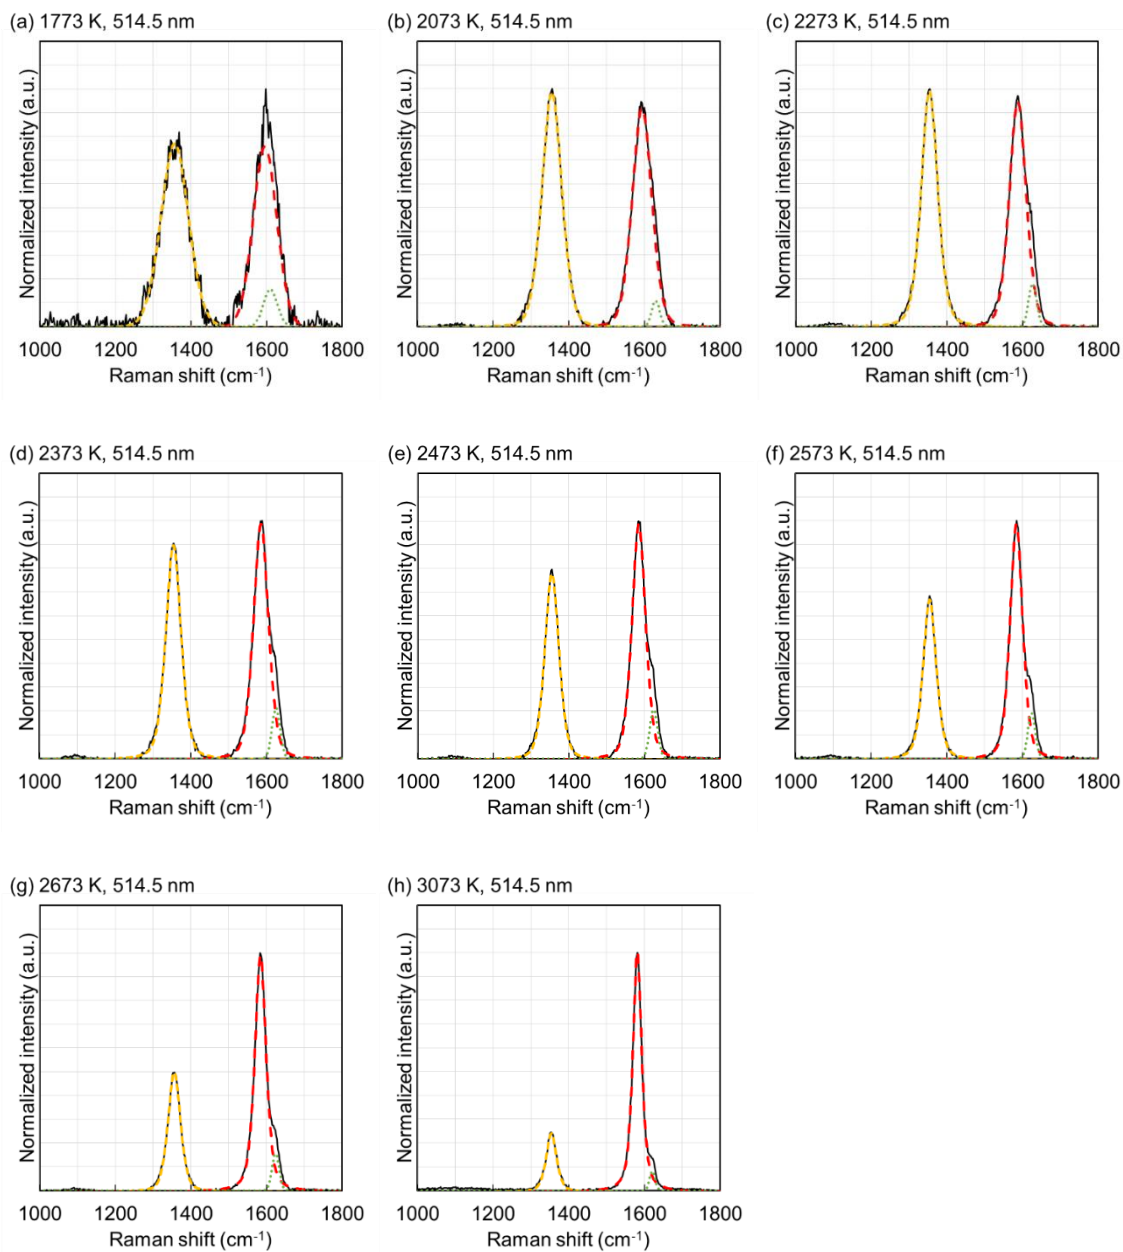 (a) 1773 K, 514.5 nm
Normalized intensity (a.u.)
1000 1200 1400 1600 1800
Raman shift (cm⁻¹)
(b) 2073 K, 514.5 nm
Normalized intensity (a.u.)
1000 1200 1400 1600 1800
Raman shift (cm⁻¹)
(c) 2273 K, 514.5 nm
Normalized intensity (a.u.)
1000 1200 1400 1600 1800
Raman shift (cm⁻¹)
(d) 2373 K, 514.5 nm
Normalized intensity (a.u.)
1000 1200 1400 1600 1800
Raman shift (cm⁻¹)
(e) 2473 K, 514.5 nm
Normalized intensity (a.u.)
1000 1200 1400 1600 1800
Raman shift (cm⁻¹)
(f) 2573 K, 514.5 nm
Normalized intensity (a.u.)
1000 1200 1400 1600 1800
Raman shift (cm⁻¹)
(g) 2673 K, 514.5 nm
Normalized intensity (a.u.)
1000 1200 1400 1600 1800
Raman shift (cm⁻¹)
(h) 3073 K, 514.5 nm
Normalized intensity (a.u.)
1000 1200 1400 1600 1800
Raman shift (cm⁻¹)